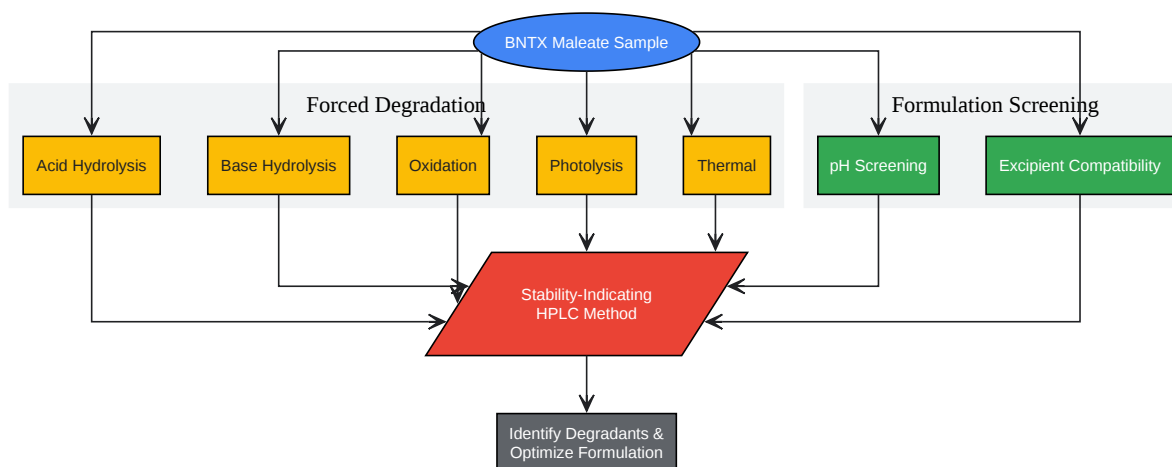 BNTX Maleate Sample
Forced Degradation
Formulation Screening
Acid Hydrolysis
Base Hydrolysis
Oxidation
Photolysis
Thermal
pH Screening
Excipient Compatibility
Stability-Indicating
HPLC Method
Identify Degradants &
Optimize Formulation